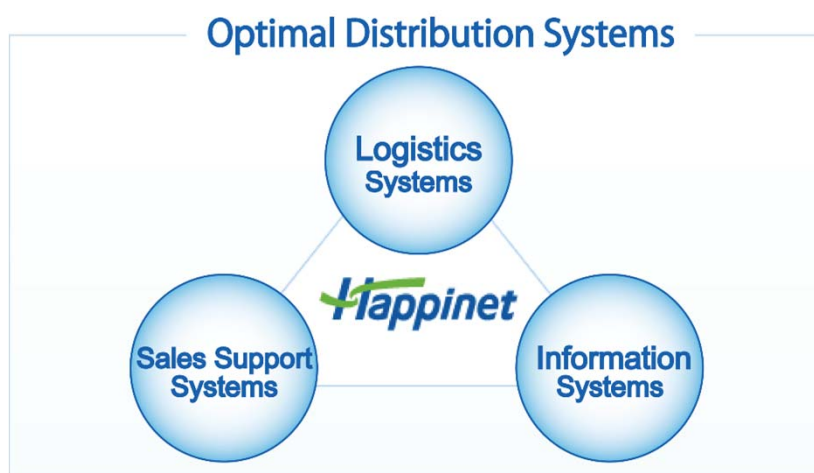 Optimal Distribution Systems
Logistics
Systems
Happinet
Sales Support
Systems
Information
Systems